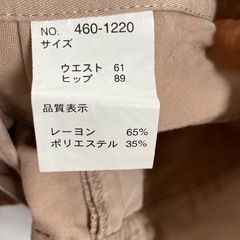 NO. 460-1220
サイズ
ウエスト 61
ヒップ 89
品質表示
レーヨン 65%
ポリエステル 35%